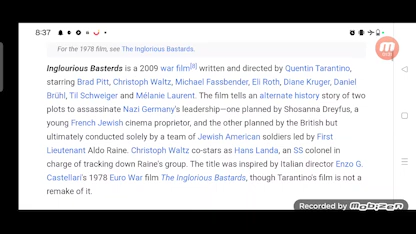 8:37
For the 1978 film, see The Inglorious Bastards.
Inglourious Basterds is a 2009 war film[8] written and directed by Quentin Tarantino,
starring Brad Pitt, Christoph Waltz, Michael Fassbender, Eli Roth, Diane Kruger, Daniel
Brühl, Til Schweiger and Mélanie Laurent. The film tells an alternate history story of two
plots to assassinate Nazi Germany's leadership—one planned by Shosanna Dreyfus, a
young French Jewish cinema proprietor, and the other planned by the British but
ultimately conducted solely by a team of Jewish American soldiers led by First
Lieutenant Aldo Raine. Christoph Waltz co-stars as Hans Landa, an SS colonel in
charge of tracking down Raine's group. The title was inspired by Italian director Enzo G.
Castellari's 1978 Euro War film The Inglorious Bastards, though Tarantino's film is not a
remake of it.
Recorded by Mobizen